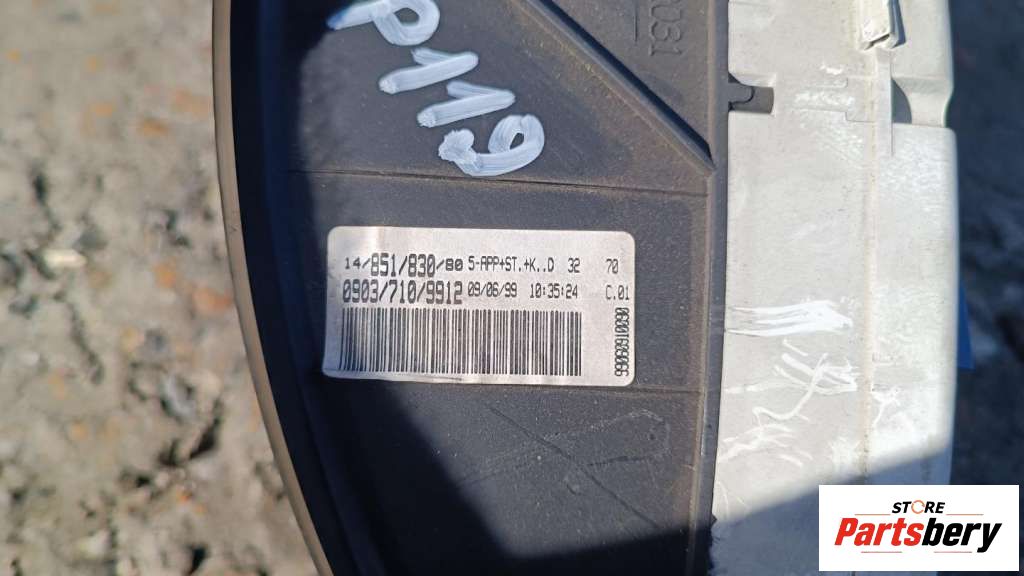 P119
14/851/830/80 5-APP+ST.+K..D 32 70
0903/710/9912 09/06/99 10:35:24 C.01
STORE
Partsbery